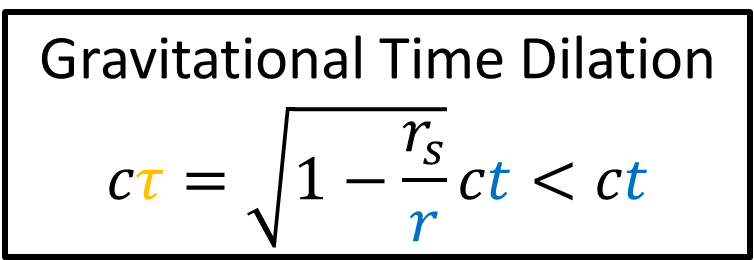 Gravitational Time Dilation
cτ = √(1 − r_s/r) ct < ct